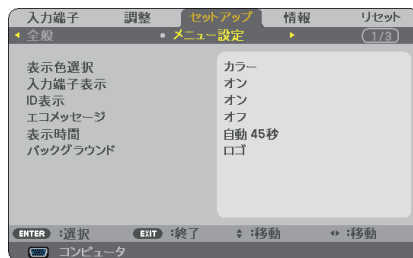 入力端子 調整 セットアップ 情報 リセット
全般 メニュー設定 (1/3)
表示色選択 カラー
入力端子表示 オン
ID表示 オン
エコメッセージ オフ
表示時間 自動 45秒
バックグラウンド ロゴ
ENTER :選択 EXIT :終了 :移動 :移動
コンピュータ